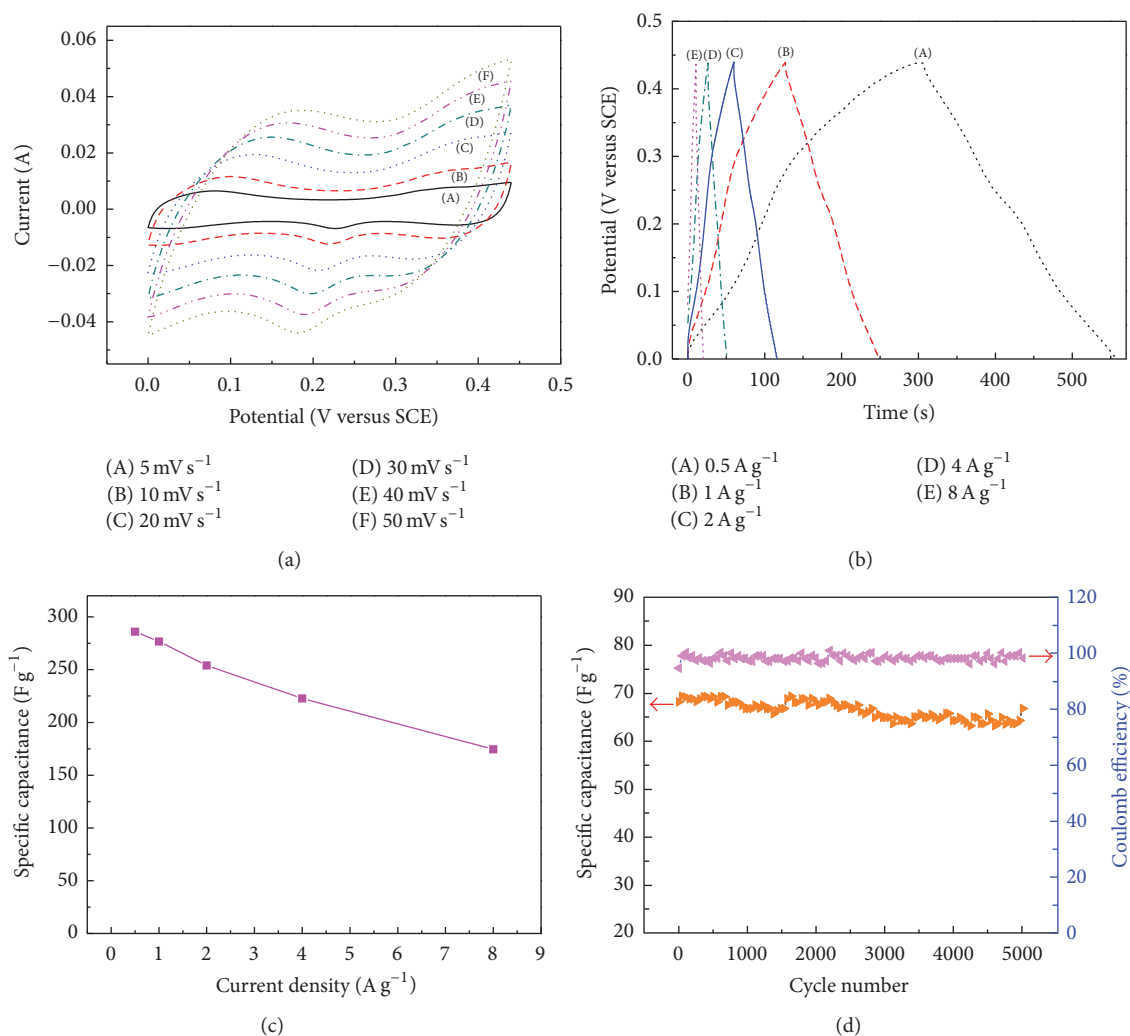 0.06
0.04
0.02
0.00
−0.02
−0.04
Current (A)
(F)
(E)
(D)
(C)
(B)
(A)
0.0 0.1 0.2 0.3 0.4 0.5
Potential (V versus SCE)
(A) 5 mV s⁻¹ (D) 30 mV s⁻¹
(B) 10 mV s⁻¹ (E) 40 mV s⁻¹
(C) 20 mV s⁻¹ (F) 50 mV s⁻¹
(a)
0.5
0.4
0.3
0.2
0.1
0.0
Potential (V versus SCE)
(E) (D) (C) (B) (A)
0 100 200 300 400 500
Time (s)
(A) 0.5 A g⁻¹ (D) 4 A g⁻¹
(B) 1 A g⁻¹ (E) 8 A g⁻¹
(C) 2 A g⁻¹
(b)
300
250
225
175
150
125
75
50
25
0
Specific capacitance (F g⁻¹)
0 1 2 3 4 5 6 7 8 9
Current density (A g⁻¹)
(c)
90
80
70
60
50
40
30
20
Specific capacitance (F g⁻¹)
120
100
80
60
40
20
0
Coulomb efficiency (%)
0 1000 2000 3000 4000 5000
Cycle number
(d)